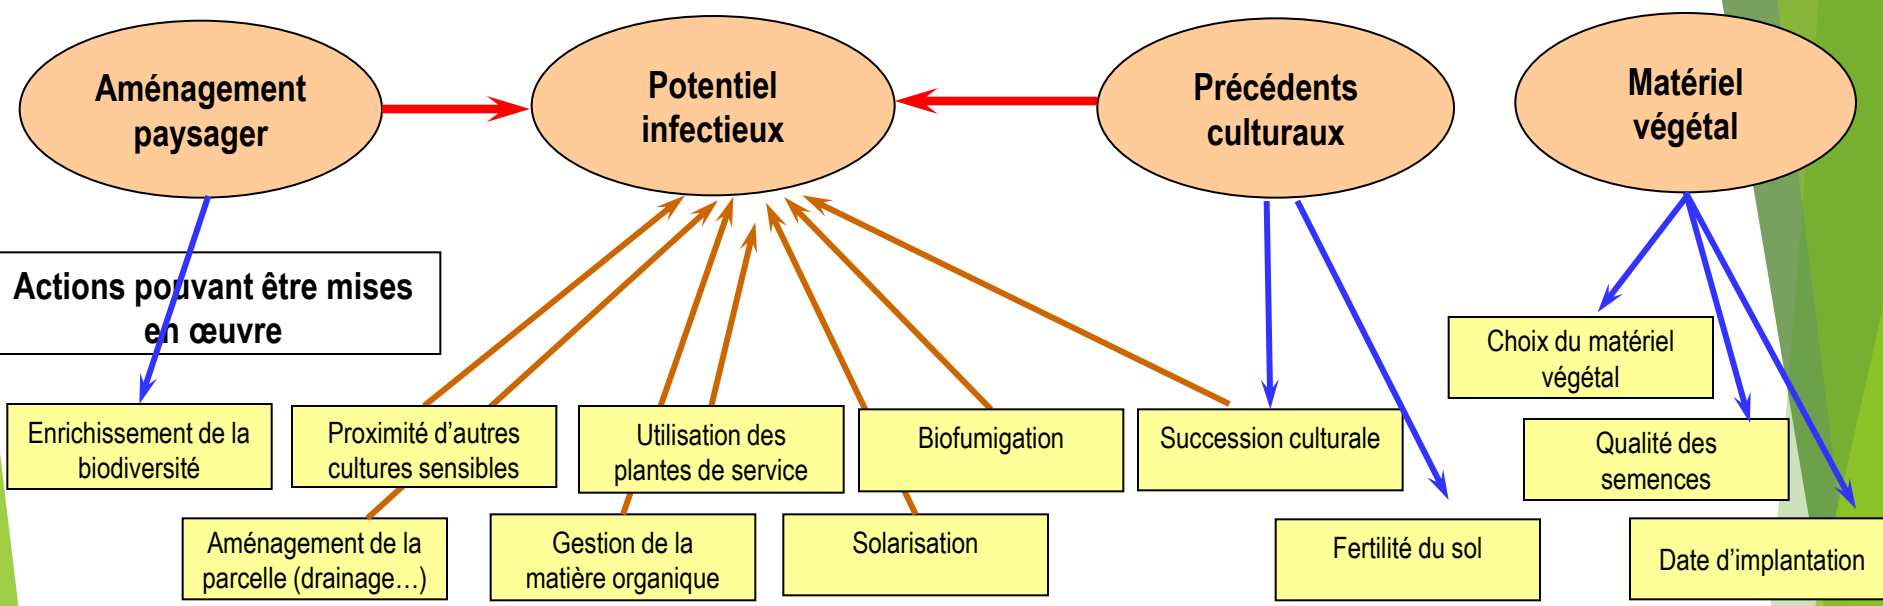 Aménagement
paysager
Potentiel
infectieux
Précédents
culturaux
Matériel
végétal
Actions pouvant être mises
en œuvre
Choix du matériel
végétal
Enrichissement de la
biodiversité
Proximité d'autres
cultures sensibles
Utilisation des
plantes de service
Biofumigation
Succession culturale
Qualité des
semences
Aménagement de la
parcelle (drainage…)
Gestion de la
matière organique
Solarisation
Fertilité du sol
Date d'implantation